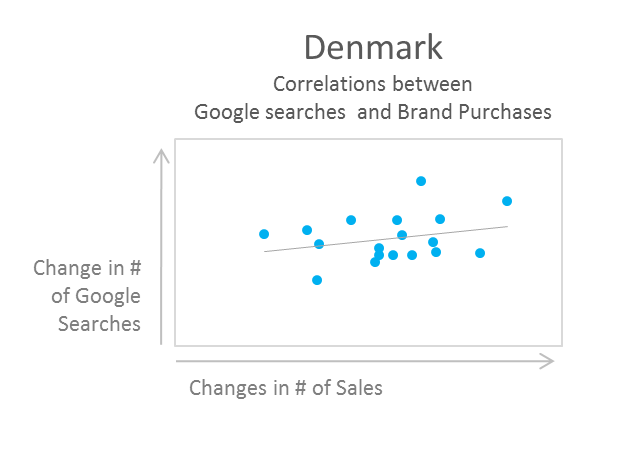 Denmark
Correlations between
Google searches  and Brand Purchases
Change in #
of Google
Searches
Changes in # of Sales